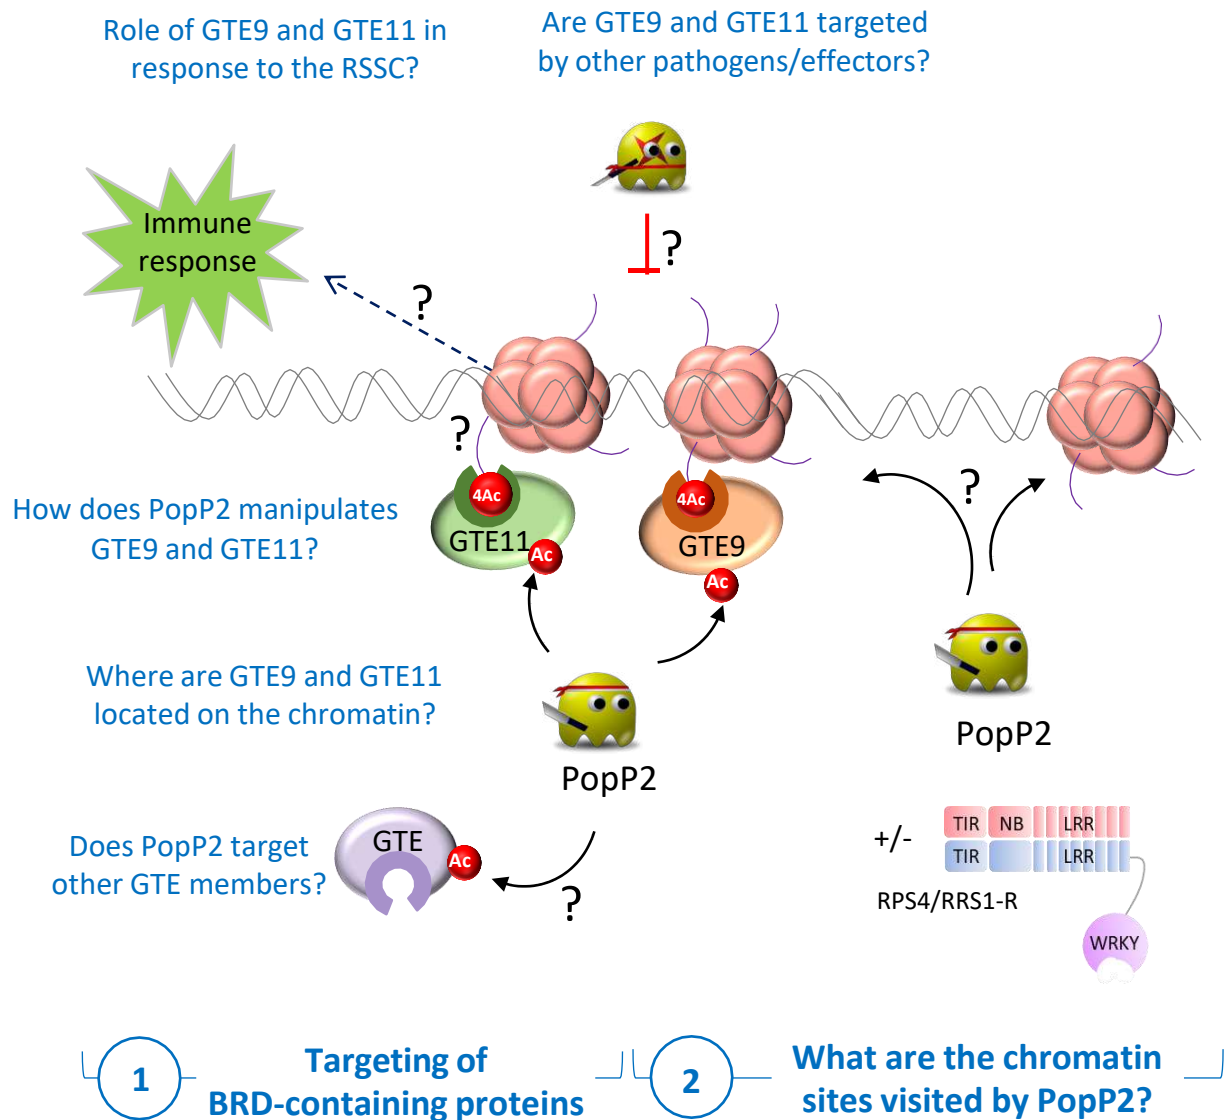 Role of GTE9 and GTE11 in
response to the RSSC?
Are GTE9 and GTE11 targeted
by other pathogens/effectors?
Immune
response
?
?
?
4Ac
GTE11
Ac
4Ac
GTE9
Ac
?
How does PopP2 manipulates
GTE9 and GTE11?
Where are GTE9 and GTE11
located on the chromatin?
PopP2
PopP2
Does PopP2 target
other GTE members?
GTE
Ac
?
+/-
TIR NB LRR
TIR LRR
RPS4/RRS1-R
WRKY
1
Targeting of
BRD-containing proteins
2
What are the chromatin
sites visited by PopP2?